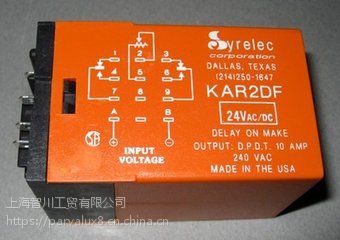 Syrelec
corporation
DALLAS, TEXAS
(214)250-1647
KAR2DF
24VAC/DC
DELAY ON MAKE
OUTPUT: D.P.D.T. 10 AMP
240 VAC
MADE IN THE USA
1 2 3
4 5 6
7 8 9
A B
INPUT
VOLTAGE
上海智川工贸有限公司
https://parvalux8.cn.china.cn